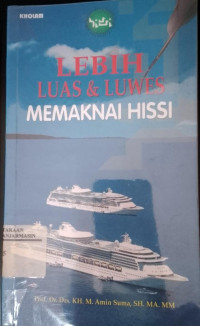 LEBIH
LUAS & LUWES
MEMAKNAI HISSI
Prof. Dr. Drs. KH. M. Amin Suma, SH. MA. MM